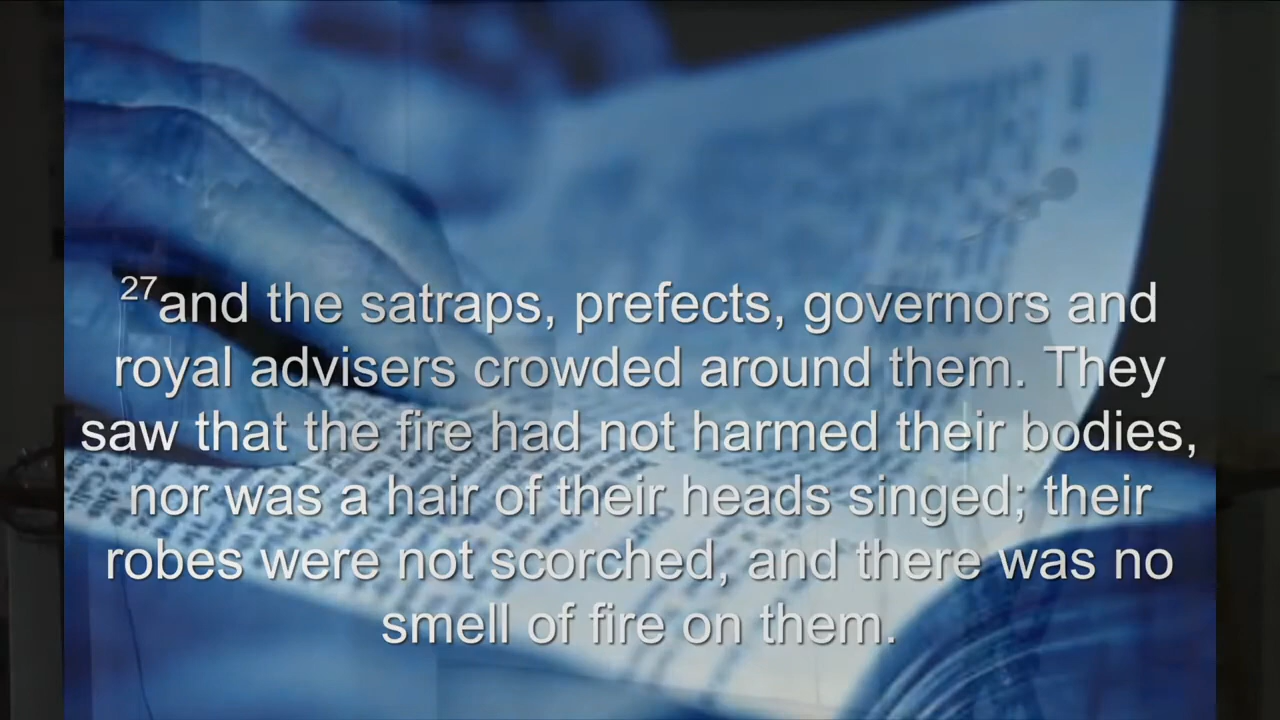 27and the satraps, prefects, governors and
royal advisers crowded around them. They
saw that the fire had not harmed their bodies,
nor was a hair of their heads singed; their
robes were not scorched, and there was no
smell of fire on them.